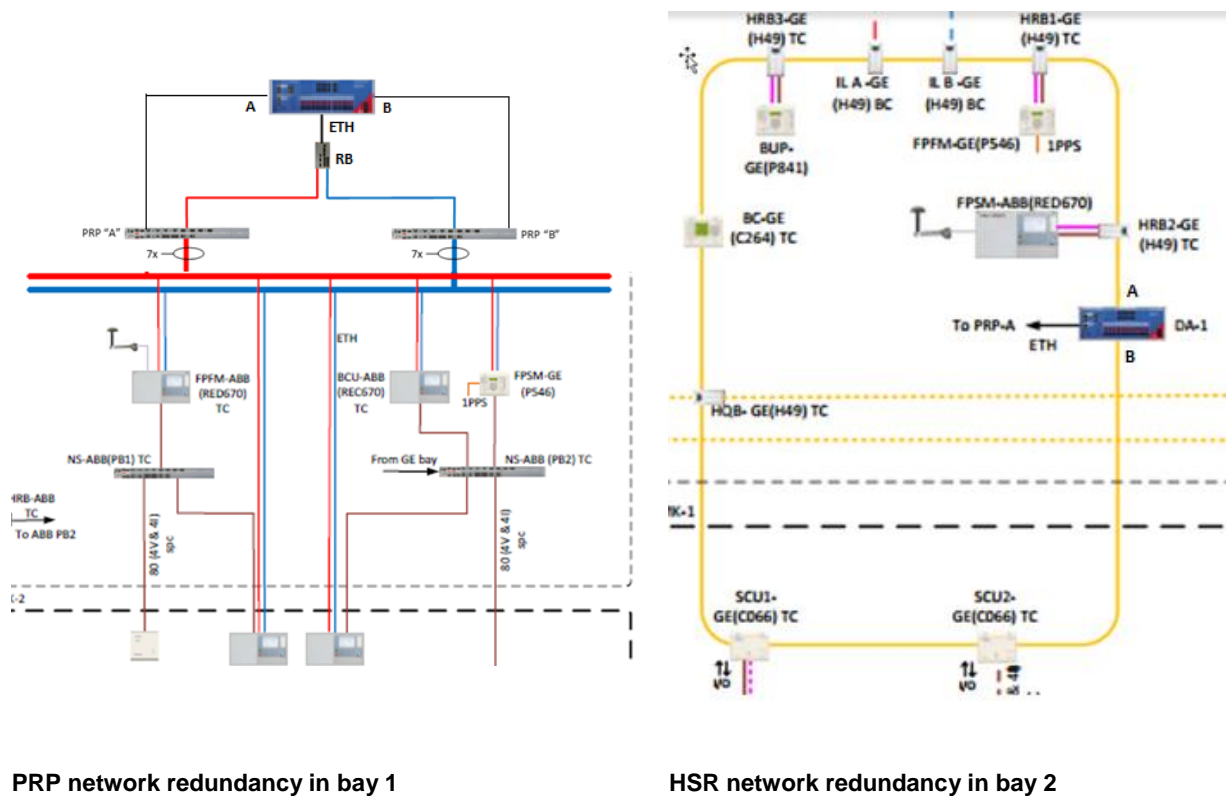 A
B
ETH
RB
PRP "A"
PRP "B"
7x
7x
ETH
FPFM-ABB
(RED670)
TC
BCU-ABB
(REC670)
TC
FPSM-GE
(P546)
1PPS
NS-ABB(PB1) TC
From GE bay
NS-ABB (PB2) TC
HRB-ABB
TC
To ABB PB2
80 (4V & 4I)
spc
80 (4V & 4I)
spc
K-2
PRP network redundancy in bay 1
HRB3-GE
(H49) TC
HRB1-GE
(H49) TC
IL A -GE
(H49) BC
IL B -GE
(H49) BC
BUP-
GE(P841)
FPFM-GE(P546)
1PPS
FPSM-ABB(RED670)
BC-GE
(C264) TC
HRB2-GE
(H49) TC
A
To PRP-A
DA-1
ETH
B
HQB- GE(H49) TC
IK-1
SCU1-
GE(C066) TC
SCU2-
GE(C066) TC
I/O
I/O
HSR network redundancy in bay 2